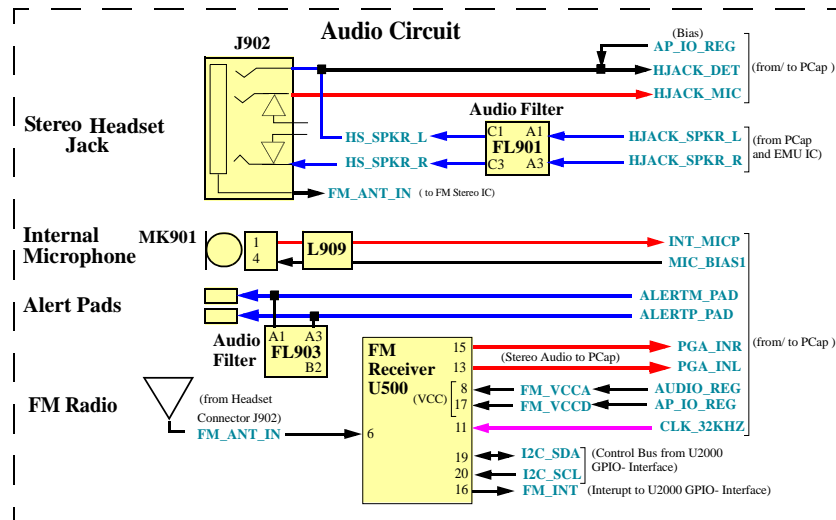 Audio Circuit
J902
(Bias)
AP_IO_REG
HJACK_DET
(from/ to PCap )
HJACK_MIC
Stereo Headset
Jack
Audio Filter
HS_SPKR_L
C1 A1
FL901
C3 A3
HJACK_SPKR_L
(from PCap
and EMU IC)
HS_SPKR_R
HJACK_SPKR_R
FM_ANT_IN ( to FM Stereo IC)
Internal
Microphone
MK901
1
4
L909
INT_MICP
MIC_BIAS1
Alert Pads
ALERTM_PAD
ALERTP_PAD
Audio
Filter
A1 A3
FL903
B2
(from/ to PCap )
FM
Receiver
U500
15
13
(Stereo Audio to PCap)
PGA_INR
PGA_INL
(VCC)
8
17
FM_VCCA
AUDIO_REG
FM_VCCD
AP_IO_REG
FM Radio
(from Headset
Connector J902)
FM_ANT_IN
6
11
CLK_32KHZ
19
20
I2C_SDA
I2C_SCL
(Control Bus from U2000
GPIO- Interface)
16
FM_INT
(Interupt to U2000 GPIO- Interface)